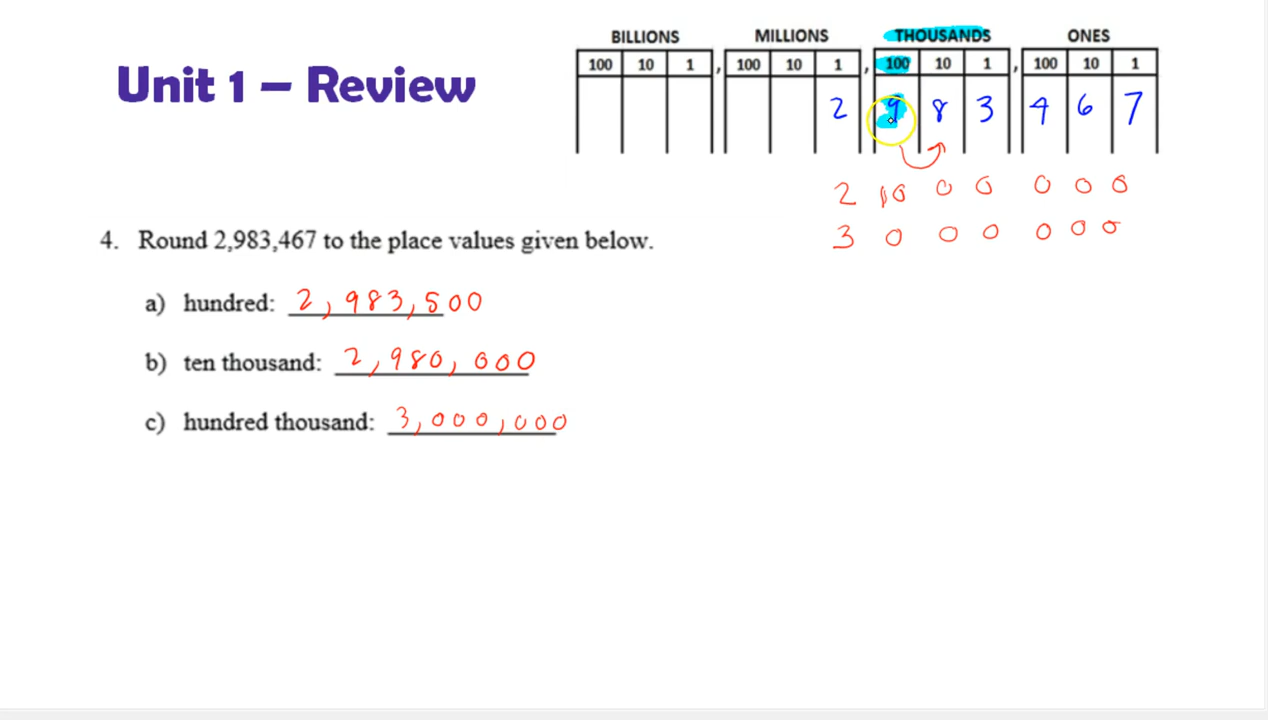 Unit 1 – Review
BILLIONS MILLIONS THOUSANDS ONES
100 10 1 , 100 10 1 , 100 10 1 , 100 10 1
2 9 8 3 4 6 7
2 10 0 0 0 0 0
3 0 0 0 0 0 0
4. Round 2,983,467 to the place values given below.
a) hundred: 2,983,500
b) ten thousand: 2,980,000
c) hundred thousand: 3,000,000